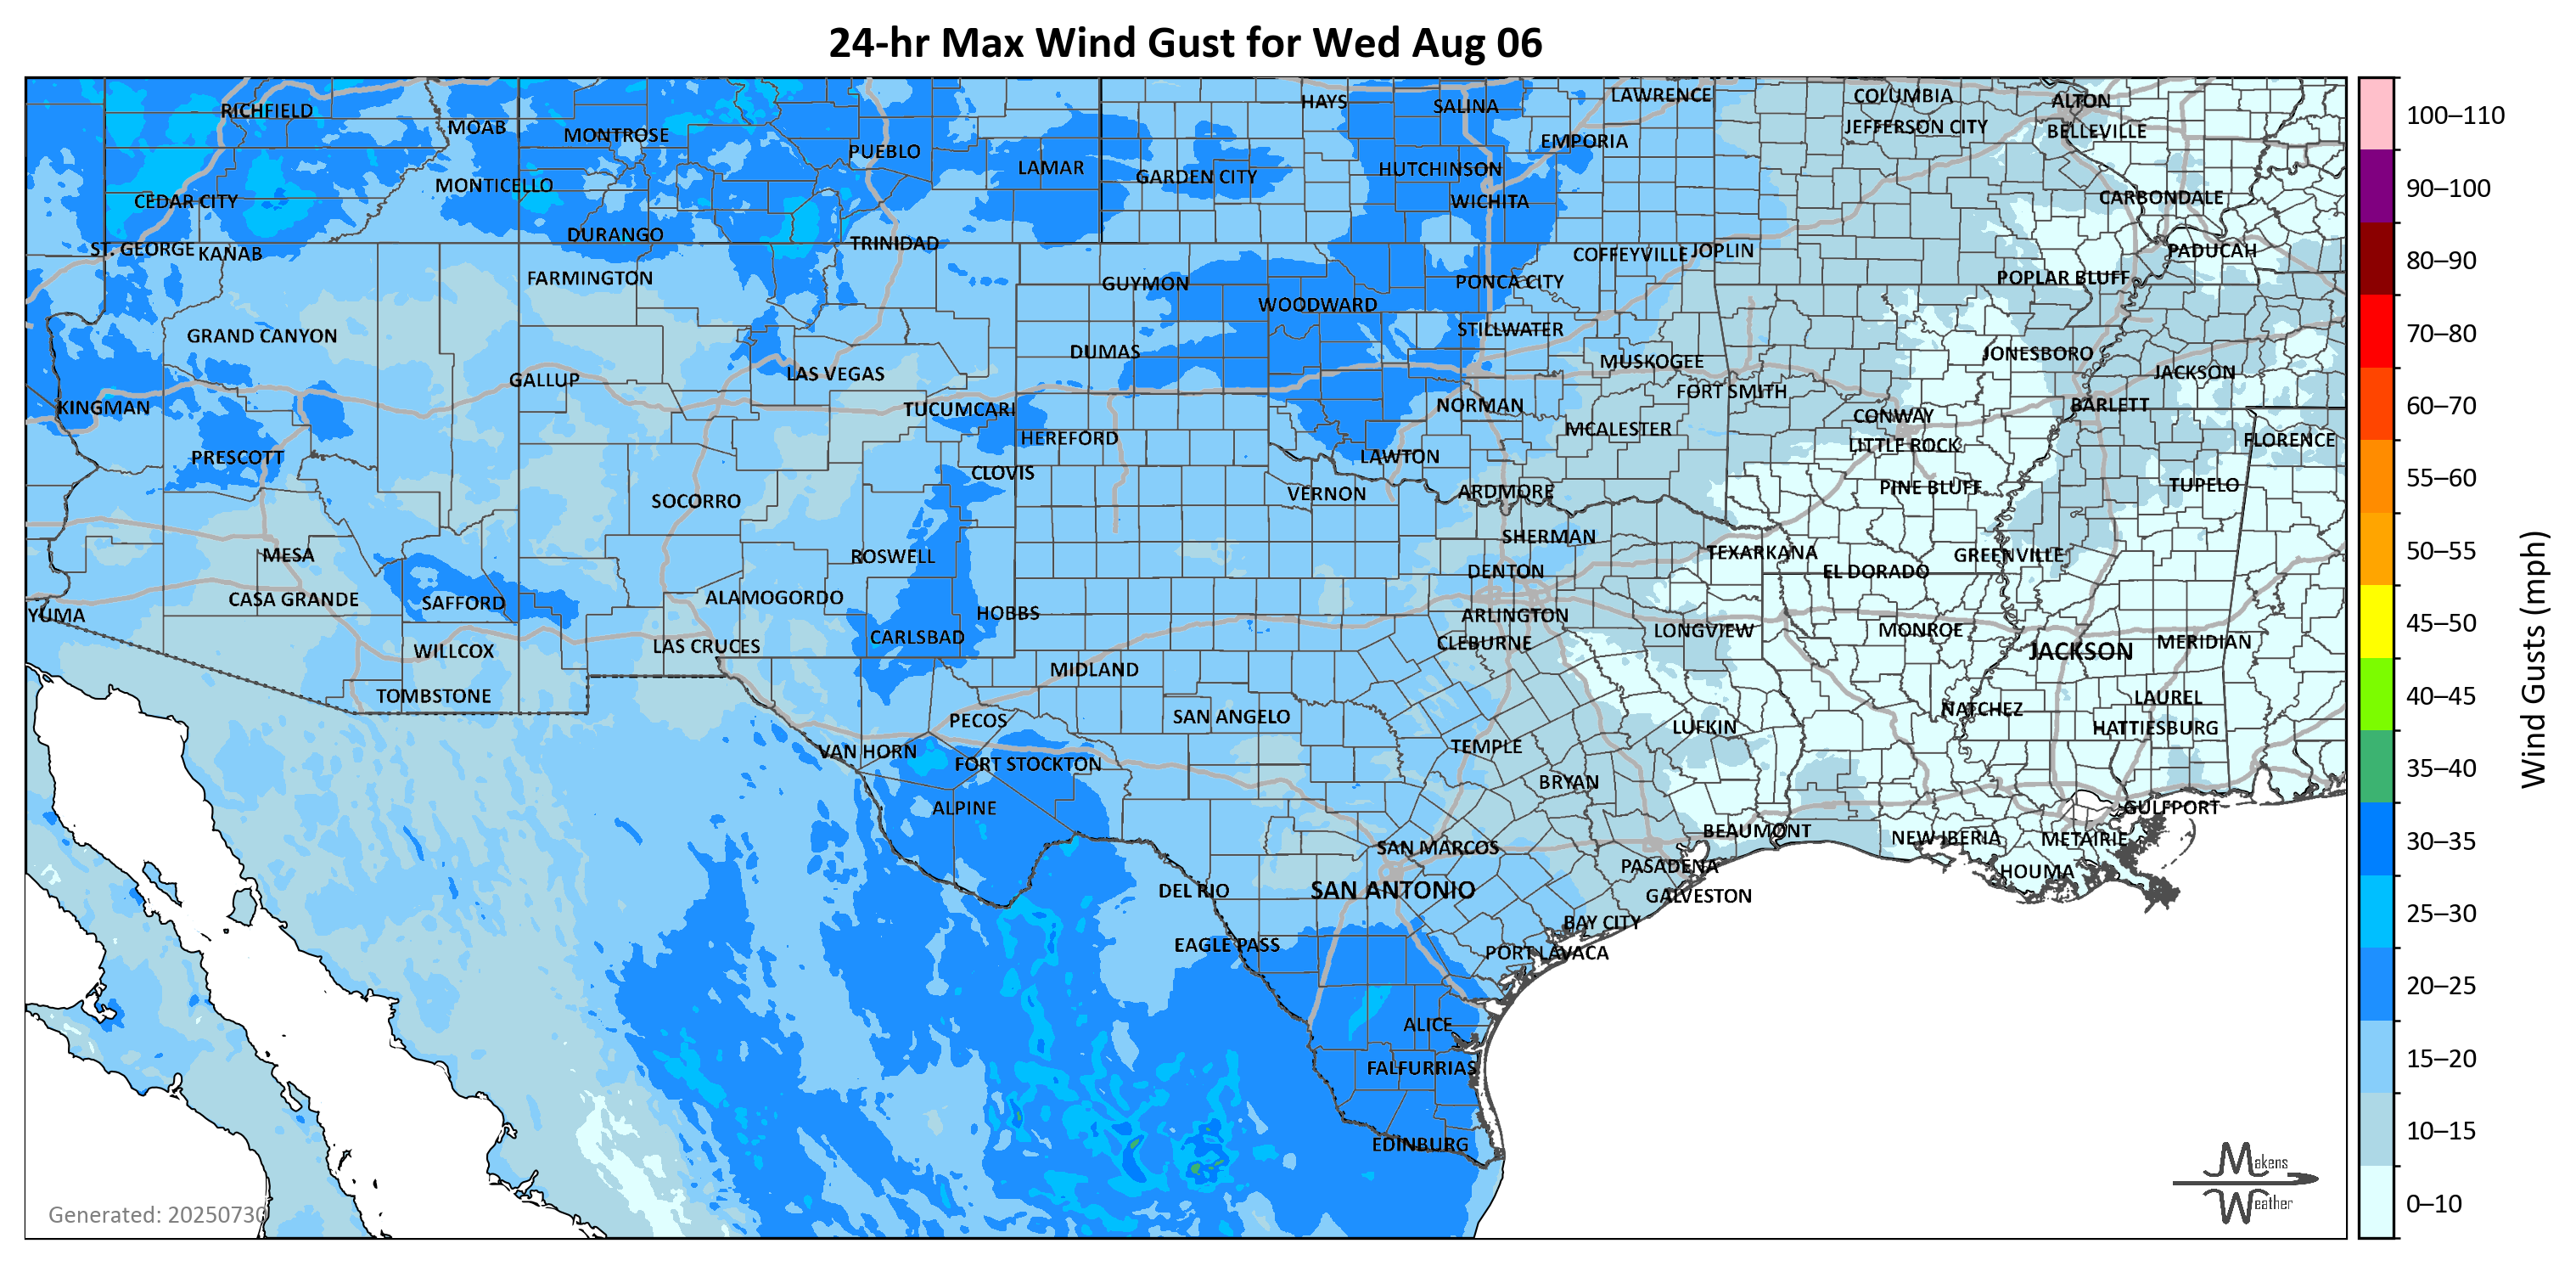 24-hr Max Wind Gust for Wed Aug 06
RICHFIELD
MOAB
MONTROSE
PUEBLO
LAMAR
HAYS
SALINA
LAWRENCE
COLUMBIA
ALTON
EMPORIA
JEFFERSON CITY
BELLEVILLE
MONTICELLO
GARDEN CITY
HUTCHINSON
CEDAR CITY
WICHITA
CARBONDALE
ST. GEORGE
KANAB
DURANGO
TRINIDAD
COFFEYVILLE
JOPLIN
PADUCAH
FARMINGTON
GUYMON
PONCA CITY
POPLAR BLUFF
WOODWARD
GRAND CANYON
STILLWATER
DUMAS
MUSKOGEE
JONESBORO
GALLUP
LAS VEGAS
FORT SMITH
JACKSON
KINGMAN
TUCUMCARI
NORMAN
CONWAY
BARLETT
HEREFORD
MCALESTER
LITTLE ROCK
FLORENCE
PRESCOTT
CLOVIS
LAWTON
SOCORRO
VERNON
ARDMORE
PINE BLUFF
TUPELO
MESA
ROSWELL
SHERMAN
TEXARKANA
GREENVILLE
DENTON
EL DORADO
CASA GRANDE
SAFFORD
ALAMOGORDO
YUMA
HOBBS
ARLINGTON
WILLCOX
LAS CRUCES
CARLSBAD
CLEBURNE
LONGVIEW
MONROE
JACKSON
MERIDIAN
MIDLAND
TOMBSTONE
PECOS
SAN ANGELO
NATCHEZ
LAUREL
LUFKIN
HATTIESBURG
VAN HORN
FORT STOCKTON
TEMPLE
BRYAN
ALPINE
GULFPORT
SAN MARCOS
BEAUMONT
NEW IBERIA
METAIRIE
PASADENA
HOUMA
DEL RIO
SAN ANTONIO
GALVESTON
EAGLE PASS
BAY CITY
PORT LAVACA
ALICE
FALFURRIAS
EDINBURG
Generated: 20250730
Makens
Weather
100–110
90–100
80–90
70–80
60–70
55–60
50–55
45–50
40–45
35–40
30–35
25–30
20–25
15–20
10–15
0–10
Wind Gusts (mph)